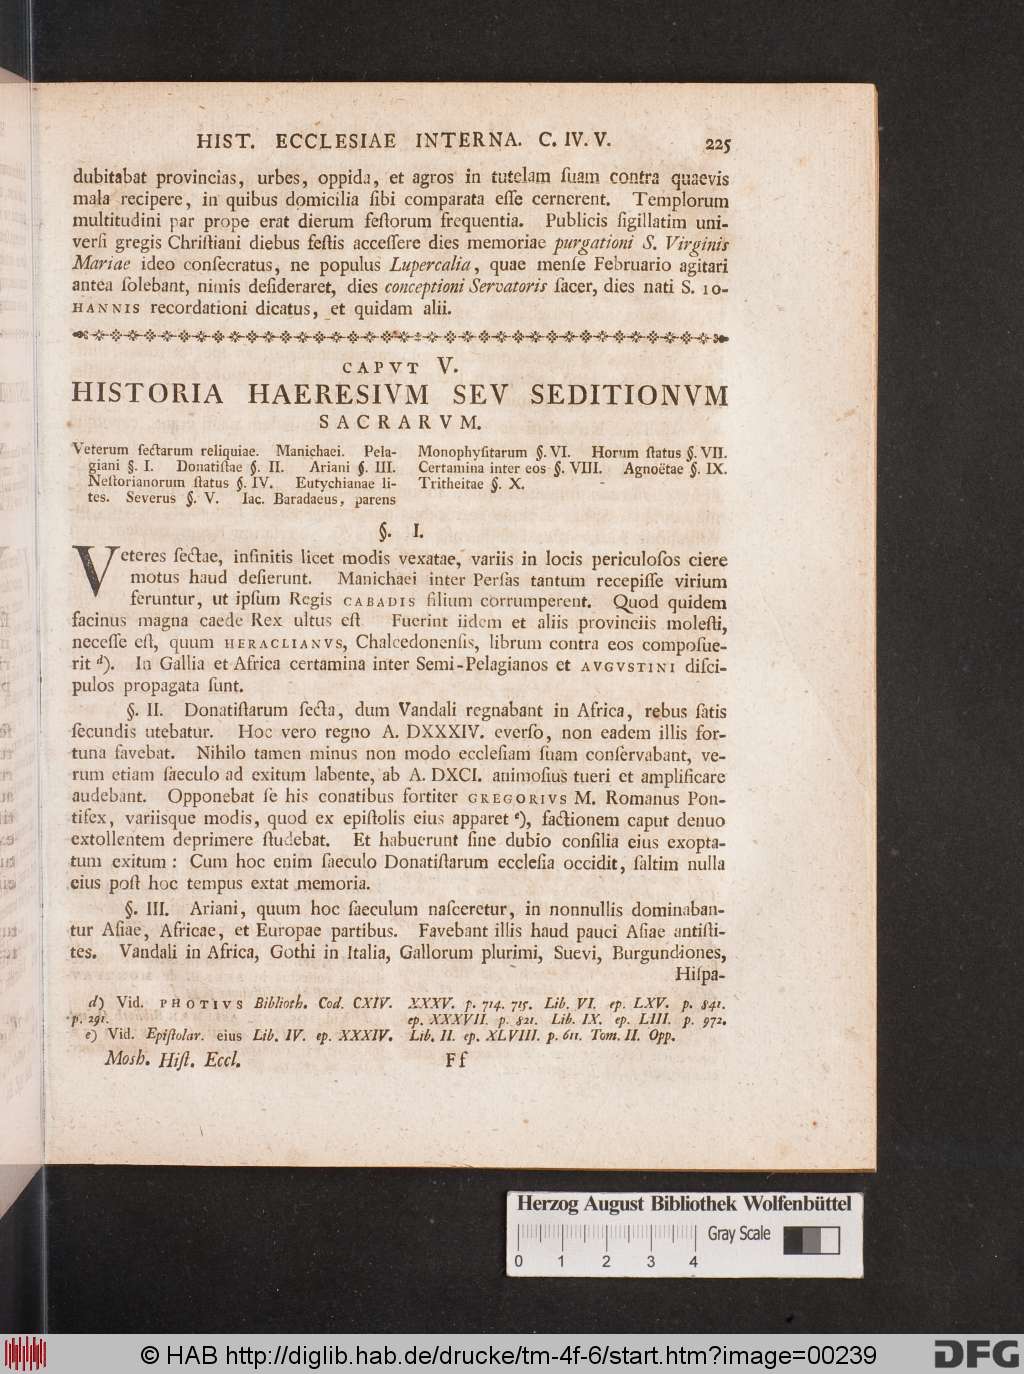 HIST. ECCLESIAE INTERNA. C. IV. V. 225
dubitabat provincias, urbes, oppida, et agros in tutelam ſuam contra quaevis
mala recipere, in quibus domicilia ſibi comparata eſſe cernerent. Templorum
multitudini par prope erat dierum feſtorum frequentia. Publicis ſigillatim uni-
verſi gregis Chriſtiani diebus feſtis acceſſere dies memoriae purgationi S. Virginis
Mariae ideo conſecratus, ne populus Lupercalia, quae menſe Februario agitari
antea ſolebant, nimis deſideraret, dies conceptioni Servatoris ſacer, dies nati S. IO-
HANNIS recordationi dicatus, et quidam alii.
CAPVT V.
HISTORIA HAERESIVM SEV SEDITIONVM
SACRARVM.
Veterum ſectarum reliquiae. Manichaei. Pela-
giani §. I. Donatiſtae §. II. Ariani §. III.
Neſtorianorum ſtatus §. IV. Eutychianae li-
tes. Severus §. V. Iac. Baradaeus, parens
Monophyſitarum §. VI. Horum ſtatus §. VII.
Certamina inter eos §. VIII. Agnoëtae §. IX.
Tritheitae §. X.
§. I.
Veteres ſectae, infinitis licet modis vexatae, variis in locis periculoſos ciere
motus haud deſierunt. Manichaei inter Perſas tantum recepiſſe virium
feruntur, ut ipſum Regis CABADIS filium corrumperent. Quod quidem
facinus magna caede Rex ultus eſt Fuerint iidem et aliis provinciis moleſti,
neceſſe eſt, quum HERACLIANVS, Chalcedonenſis, librum contra eos compoſue-
rit d). In Gallia et Africa certamina inter Semi-Pelagianos et AVGVSTINI diſci-
pulos propagata ſunt.
§. II. Donatiſtarum ſecta, dum Vandali regnabant in Africa, rebus ſatis
ſecundis utebatur. Hoc vero regno A. DXXXIV. everſo, non eadem illis for-
tuna favebat. Nihilo tamen minus non modo eccleſiam ſuam conſervabant, ve-
rum etiam ſaeculo ad exitum labente, ab A. DXCI. animoſius tueri et amplificare
audebant. Opponebat ſe his conatibus fortiter GREGORIVS M. Romanus Pon-
tifex, variisque modis, quod ex epiſtolis eius apparet e), factionem caput denuo
extollentem deprimere ſtudebat. Et habuerunt ſine dubio conſilia eius exopta-
tum exitum : Cum hoc enim ſaeculo Donatiſtarum eccleſia occidit, ſaltim nulla
eius poſt hoc tempus extat memoria.
§. III. Ariani, quum hoc ſaeculum naſceretur, in nonnullis dominaban-
tur Aſiae, Africae, et Europae partibus. Favebant illis haud pauci Aſiae antiſti-
tes. Vandali in Africa, Gothi in Italia, Gallorum plurimi, Suevi, Burgundiones,
Hiſpa-
d) Vid. PHOTIVS Biblioth. Cod. CXIV.
p. 291.
e) Vid. Epiſtolar. eius Lib. IV. ep. XXXIV.
XXXV. p. 714. 715. Lib. VI. ep. LXV. p. 841.
ep. XXXVII. p. 821. Lib. IX. ep. LIII. p. 972.
Lib. II. ep. XLVIII. p. 611. Tom. II. Opp.
Mosh. Hiſt. Eccl. Ff
Herzog August Bibliothek Wolfenbüttel
Gray Scale
0 1 2 3 4
© HAB http://diglib.hab.de/drucke/tm-4f-6/start.htm?image=00239
DFG